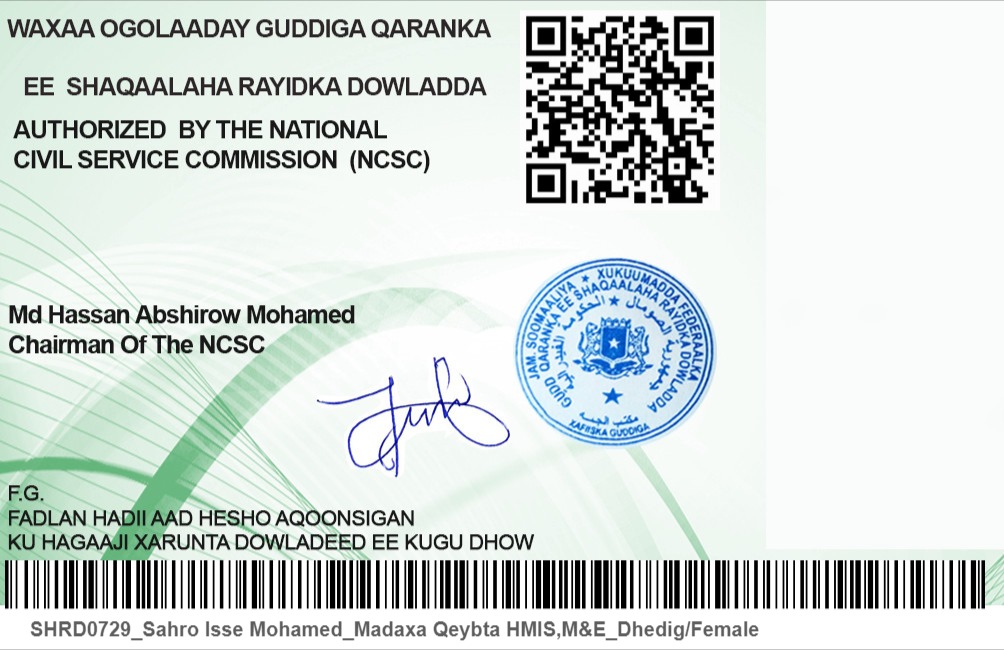 WAXAA OGOLAADAY GUDDIGA QARANKA
EE SHAQAALAHA RAYIDKA DOWLADDA
AUTHORIZED BY THE NATIONAL
CIVIL SERVICE COMMISSION (NCSC)
Md Hassan Abshirow Mohamed
Chairman Of The NCSC
JAM. SOOMAALIYA ★ XUKUUMADDA FEDERAALKA
GUDD QARANKA EE SHAQAALAHA RAYIDKA DOWLADDA
XAFIISKA GUDDIGA
F.G.
FADLAN HADII AAD HESHO AQOONSIGAN
KU HAGAAJI XARUNTA DOWLADEED EE KUGU DHOW
SHRD0729_Sahro Isse Mohamed_Madaxa Qeybta HMIS,M&E_Dhedig/Female